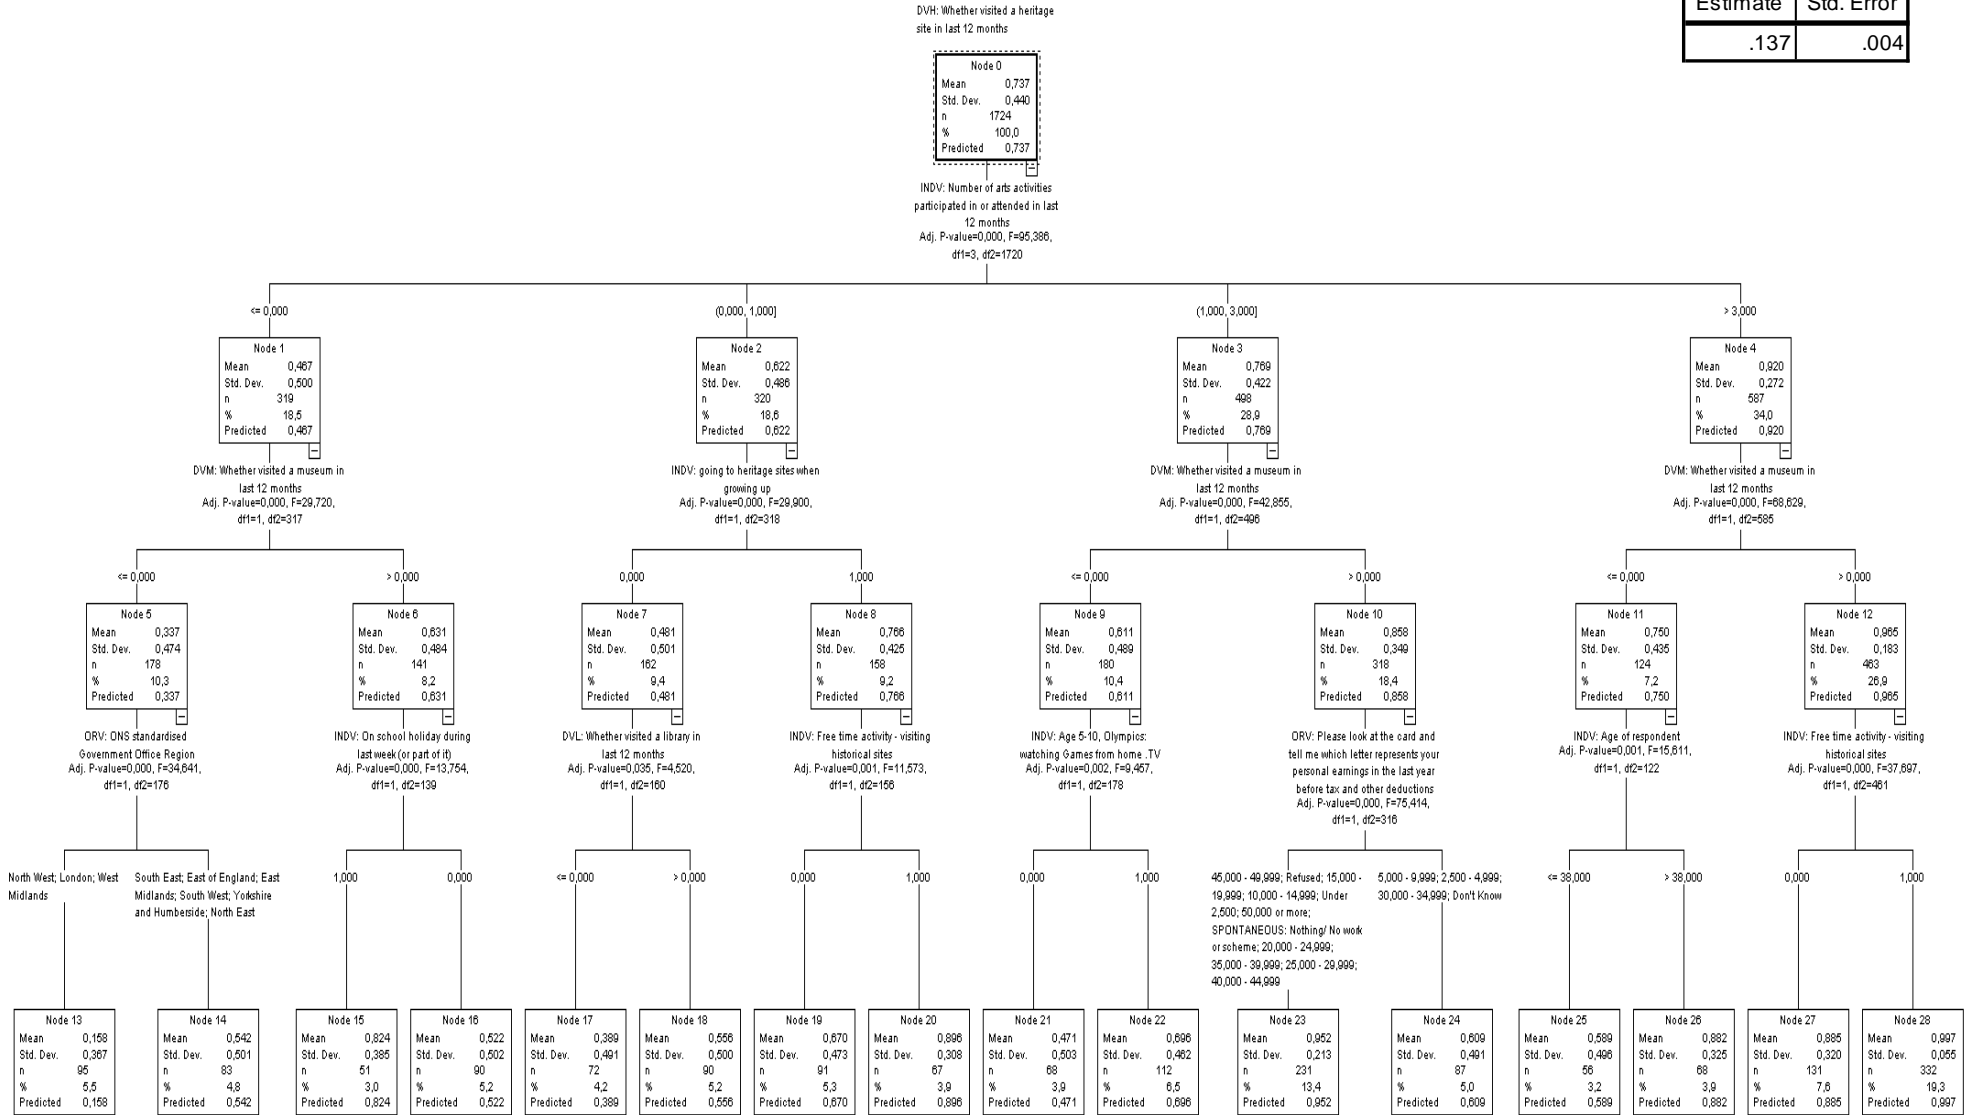 DVH: Whether visited a heritage
site in last 12 months
Estimate Std. Error
.137 .004
Node 0
Mean 0,737
Std. Dev. 0,440
n 1724
% 100,0
Predicted 0,737
INDV: Number of arts activities
participated in or attended in last
12 months
Adj. P-value=0,000, F=95,386,
df1=3, df2=1720
<= 0,000
(0,000, 1,000]
(1,000, 3,000]
> 3,000
Node 1
Mean 0,467
Std. Dev. 0,500
n 319
% 18,5
Predicted 0,467
Node 2
Mean 0,622
Std. Dev. 0,486
n 320
% 18,6
Predicted 0,622
Node 3
Mean 0,769
Std. Dev. 0,422
n 498
% 28,9
Predicted 0,769
Node 4
Mean 0,920
Std. Dev. 0,272
n 587
% 34,0
Predicted 0,920
DVM: Whether visited a museum in
last 12 months
Adj. P-value=0,000, F=29,720,
df1=1, df2=317
INDV: going to heritage sites when
growing up
Adj. P-value=0,000, F=29,900,
df1=1, df2=318
DVM: Whether visited a museum in
last 12 months
Adj. P-value=0,000, F=42,855,
df1=1, df2=496
DVM: Whether visited a museum in
last 12 months
Adj. P-value=0,000, F=68,629,
df1=1, df2=585
<= 0,000
> 0,000
0,000
1,000
<= 0,000
> 0,000
<= 0,000
> 0,000
Node 5
Mean 0,337
Std. Dev. 0,474
n 178
% 10,3
Predicted 0,337
Node 6
Mean 0,631
Std. Dev. 0,484
n 141
% 8,2
Predicted 0,631
Node 7
Mean 0,481
Std. Dev. 0,501
n 162
% 9,4
Predicted 0,481
Node 8
Mean 0,766
Std. Dev. 0,425
n 158
% 9,2
Predicted 0,766
Node 9
Mean 0,611
Std. Dev. 0,489
n 180
% 10,4
Predicted 0,611
Node 10
Mean 0,858
Std. Dev. 0,349
n 318
% 18,4
Predicted 0,858
Node 11
Mean 0,750
Std. Dev. 0,435
n 124
% 7,2
Predicted 0,750
Node 12
Mean 0,965
Std. Dev. 0,183
n 463
% 26,9
Predicted 0,965
ORV: ONS standardised
Government Office Region
Adj. P-value=0,000, F=34,641,
df1=1, df2=176
INDV: On school holiday during
last week (or part of it)
Adj. P-value=0,000, F=13,754,
df1=1, df2=139
DVL: Whether visited a library in
last 12 months
Adj. P-value=0,035, F=4,520,
df1=1, df2=160
INDV: Free time activity - visiting
historical sites
Adj. P-value=0,001, F=11,573,
df1=1, df2=156
INDV: Age 5-10, Olympics:
watching Games from home .TV
Adj. P-value=0,002, F=9,457,
df1=1, df2=178
ORV: Please look at the card and
tell me which letter represents your
personal earnings in the last year
before tax and other deductions
Adj. P-value=0,000, F=75,414,
df1=1, df2=316
INDV: Age of respondent
Adj. P-value=0,001, F=15,611,
df1=1, df2=122
INDV: Free time activity - visiting
historical sites
Adj. P-value=0,000, F=37,697,
df1=1, df2=461
North West; London; West
Midlands
South East; East of England; East
Midlands; South West; Yorkshire
and Humberside; North East
1,000
0,000
<= 0,000
> 0,000
0,000
1,000
0,000
1,000
45,000 - 49,999; Refused; 15,000 -
19,999; 10,000 - 14,999; Under
2,500; 50,000 or more;
SPONTANEOUS: Nothing/ No work
or scheme; 20,000 - 24,999;
35,000 - 39,999; 25,000 - 29,999;
40,000 - 44,999
5,000 - 9,999; 2,500 - 4,999;
30,000 - 34,999; Don't Know
<= 38,000
> 38,000
0,000
1,000
Node 13
Mean 0,158
Std. Dev. 0,367
n 95
% 5,5
Predicted 0,158
Node 14
Mean 0,542
Std. Dev. 0,501
n 83
% 4,8
Predicted 0,542
Node 15
Mean 0,824
Std. Dev. 0,385
n 51
% 3,0
Predicted 0,824
Node 16
Mean 0,522
Std. Dev. 0,502
n 90
% 5,2
Predicted 0,522
Node 17
Mean 0,389
Std. Dev. 0,491
n 72
% 4,2
Predicted 0,389
Node 18
Mean 0,556
Std. Dev. 0,500
n 90
% 5,2
Predicted 0,556
Node 19
Mean 0,670
Std. Dev. 0,473
n 91
% 5,3
Predicted 0,670
Node 20
Mean 0,896
Std. Dev. 0,308
n 67
% 3,9
Predicted 0,896
Node 21
Mean 0,471
Std. Dev. 0,503
n 68
% 3,9
Predicted 0,471
Node 22
Mean 0,696
Std. Dev. 0,462
n 112
% 6,5
Predicted 0,696
Node 23
Mean 0,952
Std. Dev. 0,213
n 231
% 13,4
Predicted 0,952
Node 24
Mean 0,609
Std. Dev. 0,491
n 87
% 5,0
Predicted 0,609
Node 25
Mean 0,589
Std. Dev. 0,496
n 56
% 3,2
Predicted 0,589
Node 26
Mean 0,882
Std. Dev. 0,325
n 68
% 3,9
Predicted 0,882
Node 27
Mean 0,885
Std. Dev. 0,320
n 131
% 7,6
Predicted 0,885
Node 28
Mean 0,997
Std. Dev. 0,055
n 332
% 19,3
Predicted 0,997